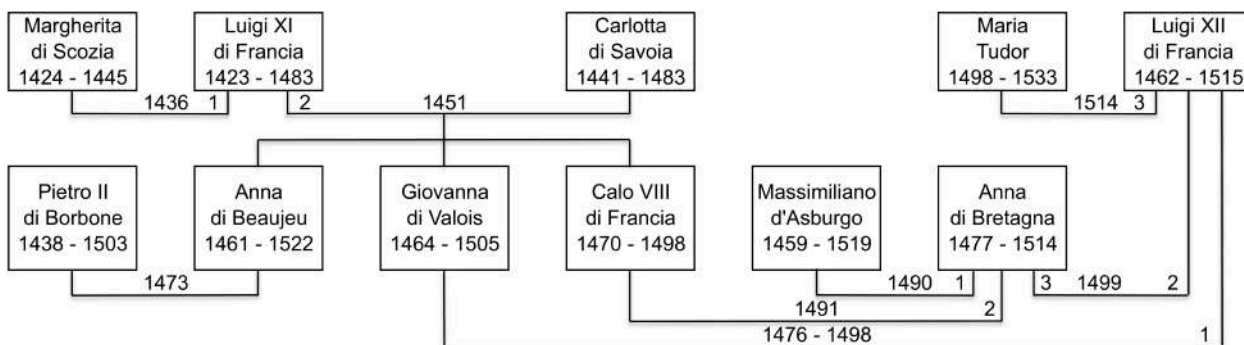 Margherita
di Scozia
1424 - 1445
Luigi XI
di Francia
1423 - 1483
Carlotta
di Savoia
1441 - 1483
Maria
Tudor
1498 - 1533
Luigi XII
di Francia
1462 - 1515
1436 1
2 1451
1514 3
Pietro II
di Borbone
1438 - 1503
Anna
di Beaujeu
1461 - 1522
Giovanna
di Valois
1464 - 1505
Calo VIII
di Francia
1470 - 1498
Massimiliano
d'Asburgo
1459 - 1519
Anna
di Bretagna
1477 - 1514
1473
1490 1
3 1499 2
1491 2
1476 - 1498 1